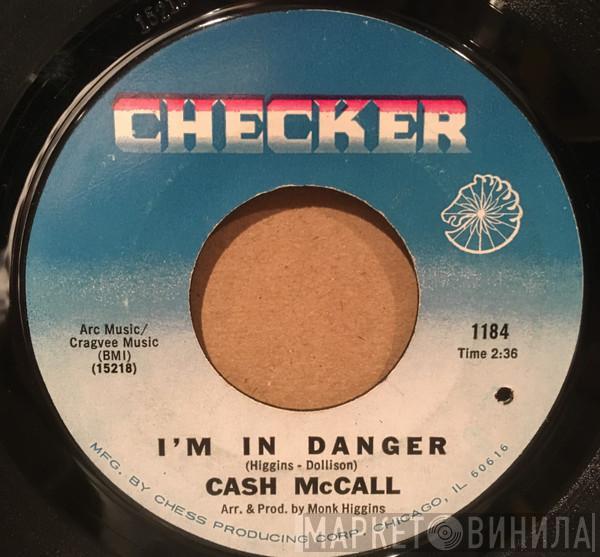 15218
CHECKER
Arc Music/
Cragvee Music
(BMI)
(15218)
1184
Time 2:36
I'M IN DANGER
(Higgins - Dollison)
CASH McCALL
Arr. & Prod. by Monk Higgins
MFG. BY CHESS PRODUCING CORP. CHICAGO, IL 60616
МАРКЕТ ВИНИЛА